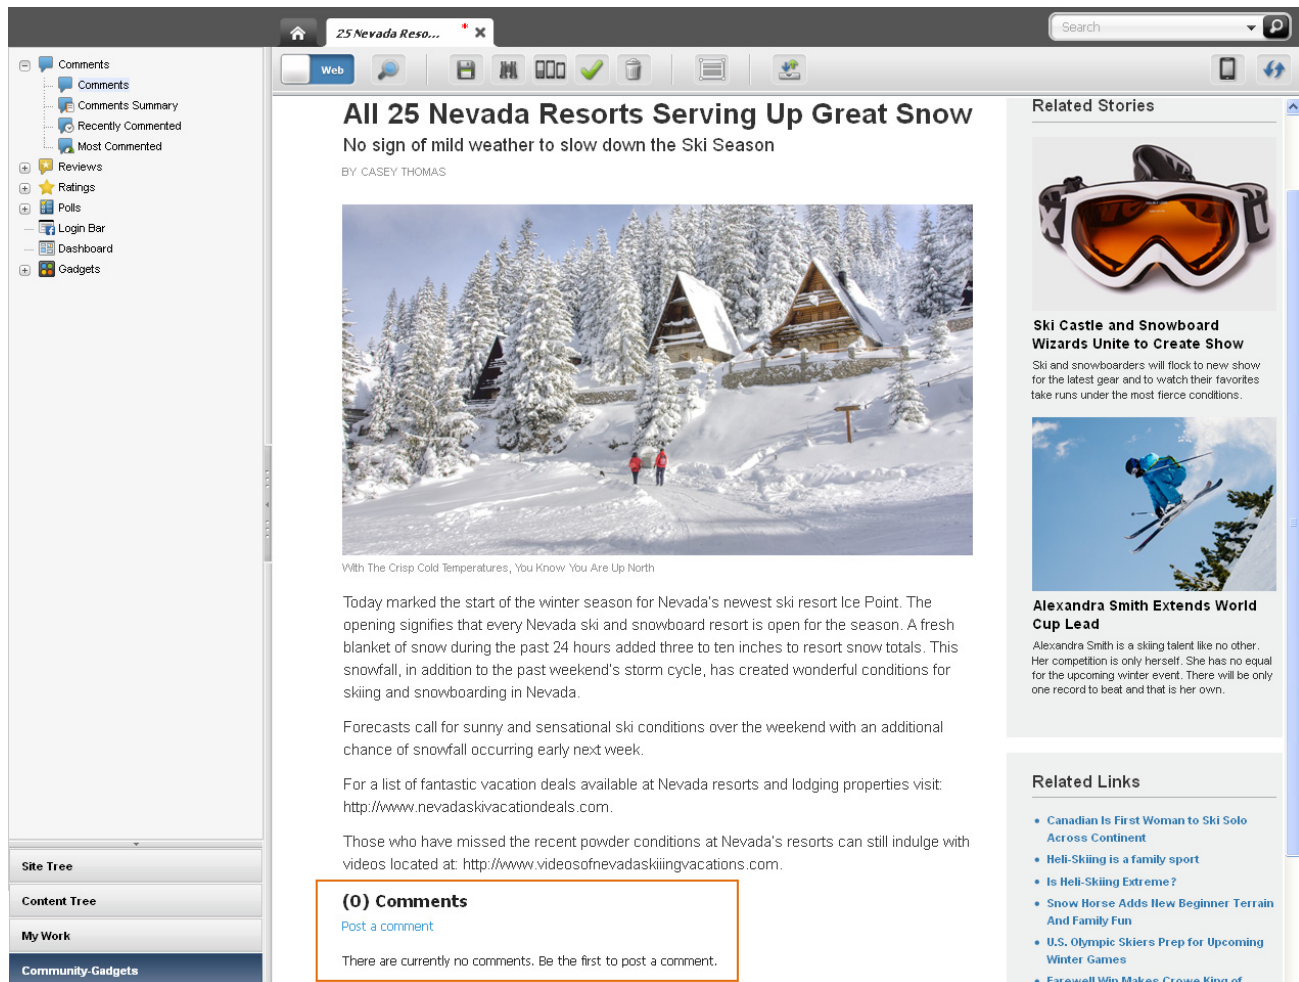 25 Nevada Reso... *
Search
Comments
Comments
Comments Summary
Recently Commented
Most Commented
Reviews
Ratings
Polls
Login Bar
Dashboard
Gadgets
Site Tree
Content Tree
My Work
Community-Gadgets
Web
All 25 Nevada Resorts Serving Up Great Snow
No sign of mild weather to slow down the Ski Season
BY CASEY THOMAS
With The Crisp Cold Temperatures, You Know You Are Up North
Today marked the start of the winter season for Nevada's newest ski resort Ice Point. The
opening signifies that every Nevada ski and snowboard resort is open for the season. A fresh
blanket of snow during the past 24 hours added three to ten inches to resort snow totals. This
snowfall, in addition to the past weekend's storm cycle, has created wonderful conditions for
skiing and snowboarding in Nevada.
Forecasts call for sunny and sensational ski conditions over the weekend with an additional
chance of snowfall occurring early next week.
For a list of fantastic vacation deals available at Nevada resorts and lodging properties visit:
http://www.nevadaskivacationdeals.com.
Those who have missed the recent powder conditions at Nevada's resorts can still indulge with
videos located at: http://www.videosofnevadaskiiingvacations.com.
(0) Comments
Post a comment
There are currently no comments. Be the first to post a comment.
Related Stories
Ski Castle and Snowboard
Wizards Unite to Create Show
Ski and snowboarders will flock to new show
for the latest gear and to watch their favorites
take runs under the most fierce conditions.
Alexandra Smith Extends World
Cup Lead
Alexandra Smith is a skiing talent like no other.
Her competition is only herself. She has no equal
for the upcoming winter event. There will be only
one record to beat and that is her own.
Related Links
Canadian Is First Woman to Ski Solo
Across Continent
Heli-Skiing is a family sport
Is Heli-Skiing Extreme?
Snow Horse Adds New Beginner Terrain
And Family Fun
U.S. Olympic Skiers Prep for Upcoming
Winter Games
Farewell Win Makes Crowe King of